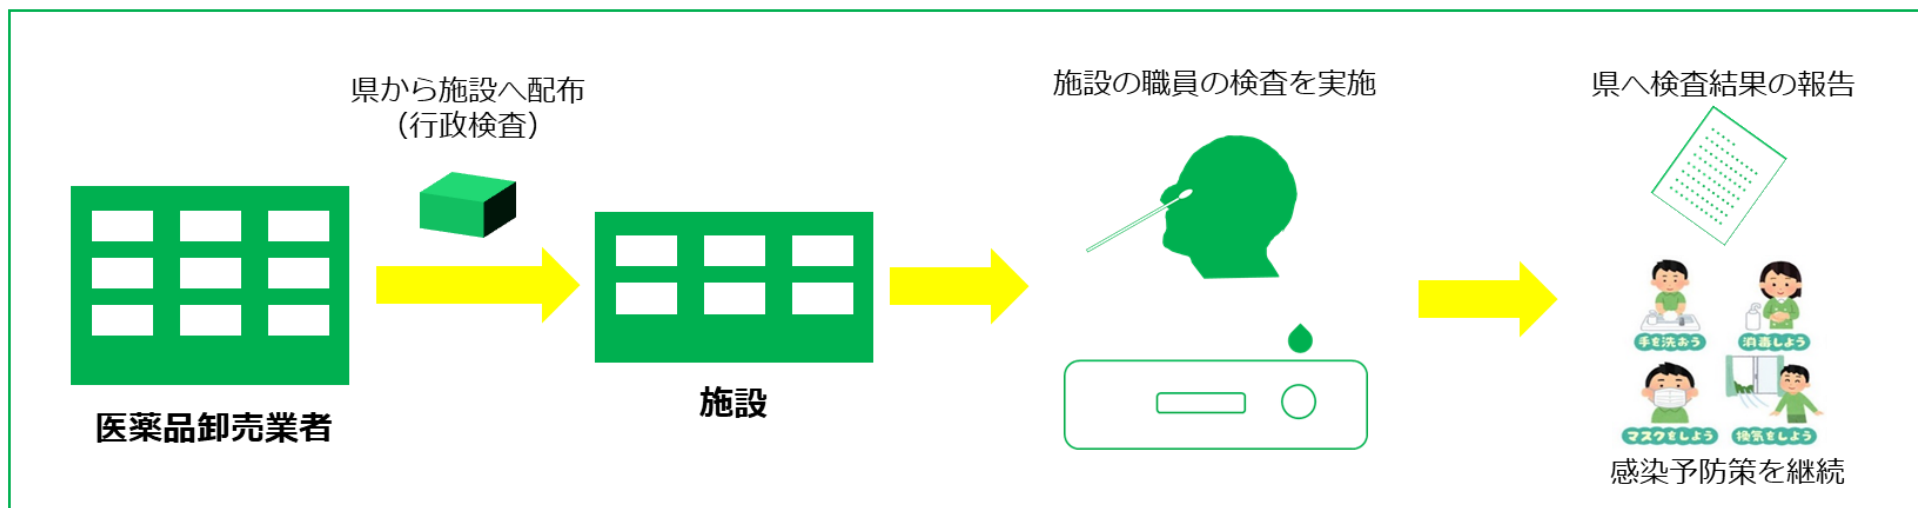 県から施設へ配布
（行政検査）
医薬品卸売業者
施設
施設の職員の検査を実施
県へ検査結果の報告
手を洗おう
消毒しよう
マスクをしよう
換気をしよう
感染予防策を継続